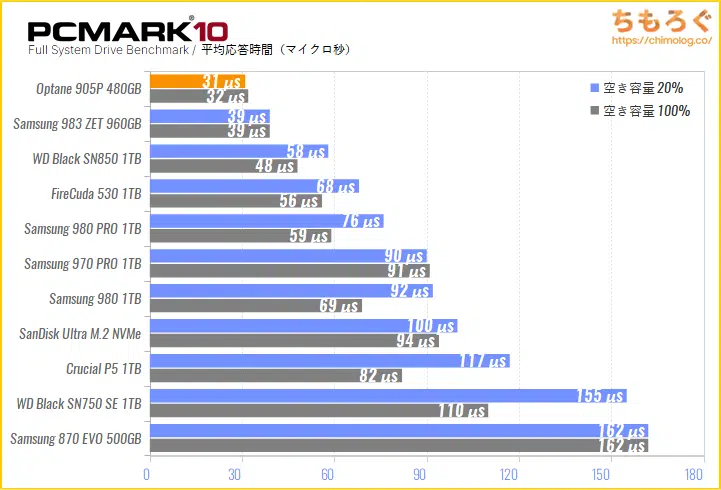 PCMARK®10
ちもろぐ
Full System Drive Benchmark / 平均応答時間（マイクロ秒）
https://chimolog.co/
空き容量 20%
空き容量 100%
Optane 905P 480GB
31 μs
32 μs
Samsung 983 ZET 960GB
39 μs
39 μs
WD Black SN850 1TB
58 μs
48 μs
FireCuda 530 1TB
68 μs
56 μs
Samsung 980 PRO 1TB
76 μs
59 μs
Samsung 970 PRO 1TB
90 μs
91 μs
Samsung 980 1TB
92 μs
69 μs
SanDisk Ultra M.2 NVMe
100 μs
94 μs
Crucial P5 1TB
117 μs
82 μs
WD Black SN750 SE 1TB
155 μs
110 μs
Samsung 870 EVO 500GB
162 μs
162 μs
0 30 60 90 120 150 180